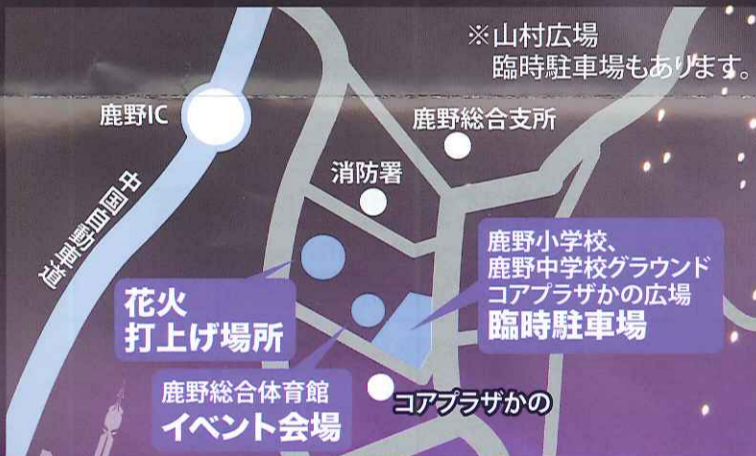 ※山村広場
臨時駐車場もあります。
鹿野IC
鹿野総合支所
消防署
中国自動車道
鹿野小学校、
鹿野中学校グラウンド
コアプラザかの広場
臨時駐車場
花火
打上げ場所
鹿野総合体育館
イベント会場
コアプラザかの